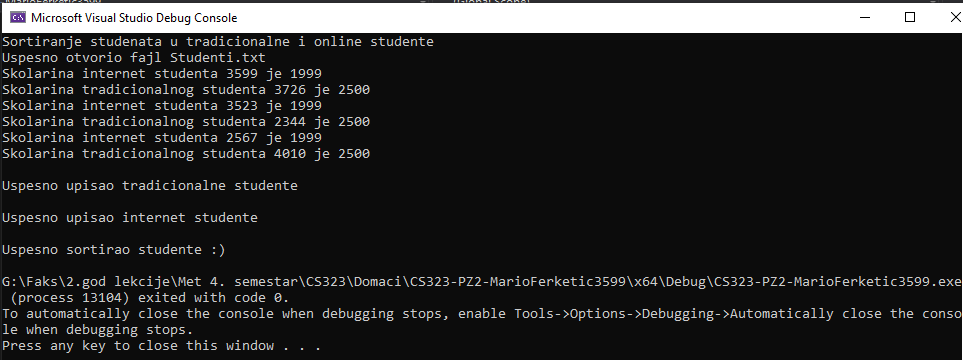 Microsoft Visual Studio Debug Console
Sortiranje studenata u tradicionalne i online studente
Uspesno otvorio fajl Studenti.txt
Skolarina internet studenta 3599 je 1999
Skolarina tradicionalnog studenta 3726 je 2500
Skolarina internet studenta 3523 je 1999
Skolarina tradicionalnog studenta 2344 je 2500
Skolarina internet studenta 2567 je 1999
Skolarina tradicionalnog studenta 4010 je 2500
Uspesno upisao tradicionalne studente
Uspesno upisao internet studente
Uspesno sortirao studente :)
G:\Faks\2.god lekcije\Met 4. semestar\CS323\Domaci\CS323-PZ2-MarioFerketic3599\x64\Debug\CS323-PZ2-MarioFerketic3599.exe
(process 13104) exited with code 0.
To automatically close the console when debugging stops, enable Tools->Options->Debugging->Automatically close the conso
le when debugging stops.
Press any key to close this window . . .